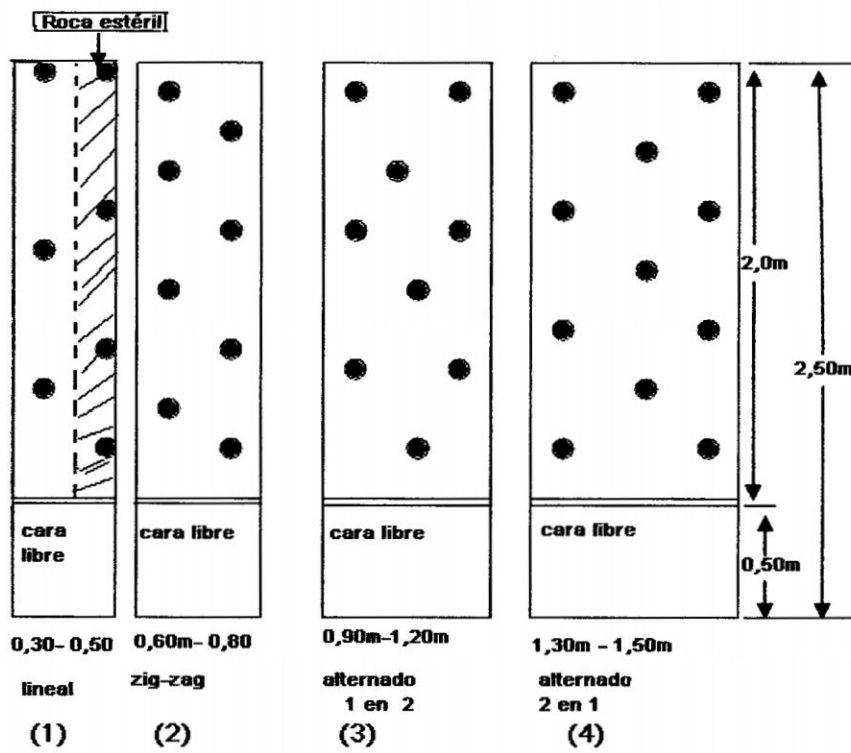 Roca estéril
2,0m
2,50m
cara
libre
cara libre
cara libre
cara libre
0,50m
0,30- 0,50
0,60m- 0,80
0,90m-1,20m
1,30m -1,50m
lineal
zig-zag
alternado
1 en 2
alternado
2 en 1
(1)
(2)
(3)
(4)